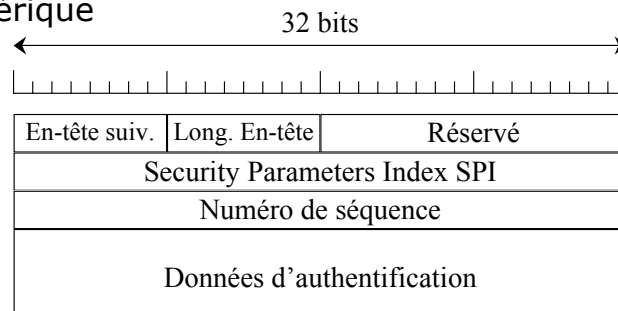 érique
32 bits
En-tête suiv. Long. En-tête Réservé
Security Parameters Index SPI
Numéro de séquence
Données d’authentification